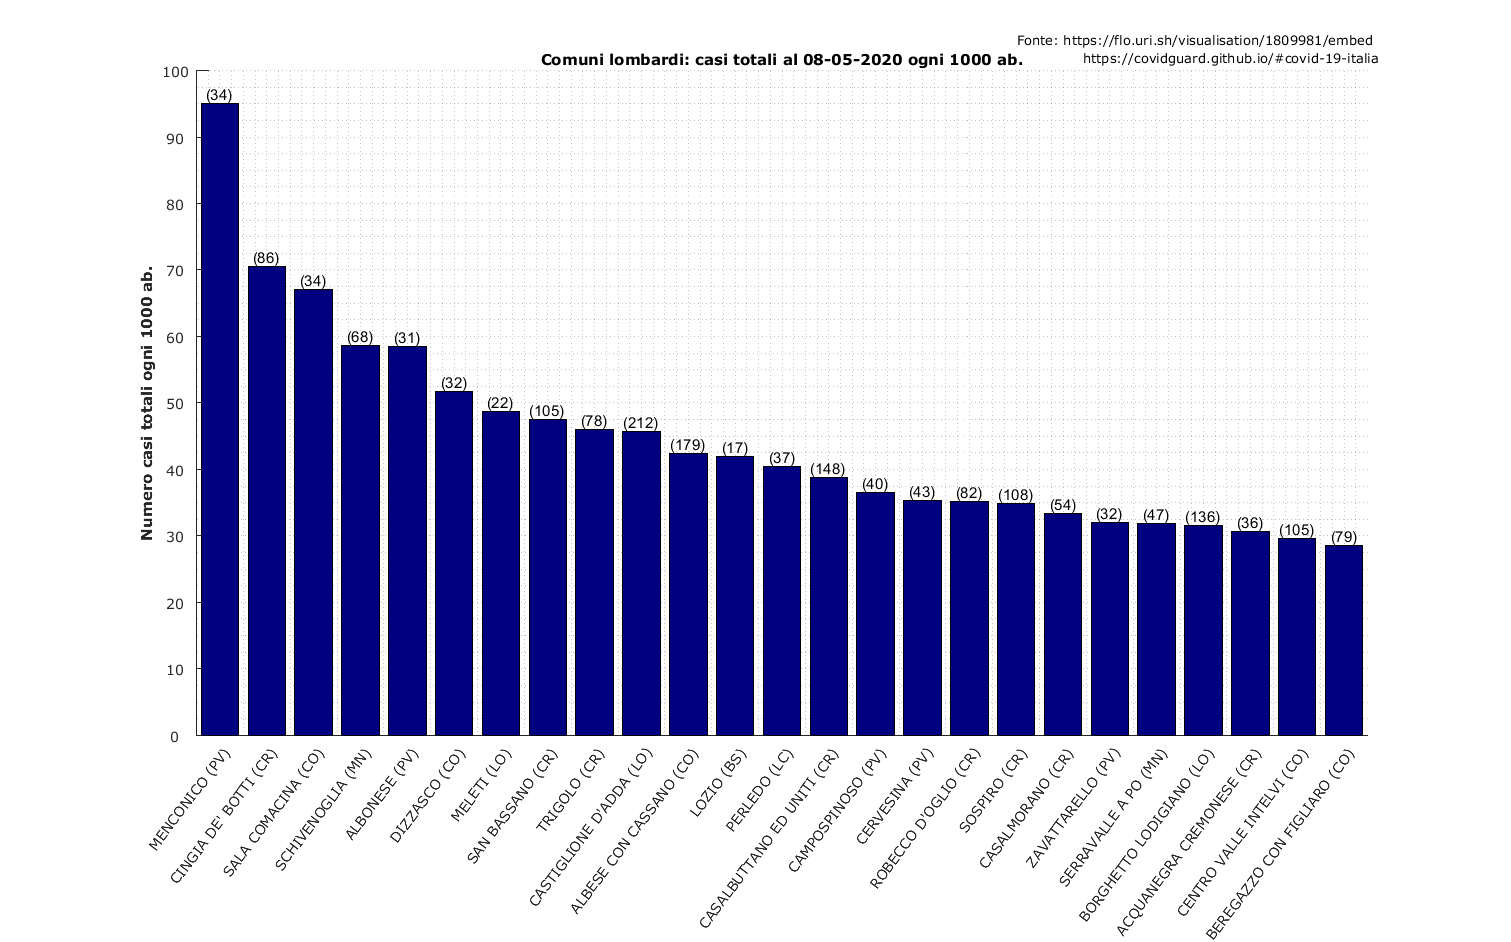 Fonte: https://flo.uri.sh/visualisation/1809981/embed
Comuni lombardi: casi totali al 08-05-2020 ogni 1000 ab.
https://covidguard.github.io/#covid-19-italia
Numero casi totali ogni 1000 ab.
100
90
80
70
60
50
40
30
20
10
0
(34)
(86)
(34)
(68)
(31)
(32)
(22)
(105)
(78)
(212)
(179)
(17)
(37)
(148)
(40)
(43)
(82)
(108)
(54)
(32)
(47)
(136)
(36)
(105)
(79)
MENCONICO (PV)
CINGIA DE' BOTTI (CR)
SALA COMACINA (CO)
SCHIVENOGLIA (MN)
ALBONESE (PV)
DIZZASCO (CO)
MELETI (LO)
SAN BASSANO (CR)
TRIGOLO (CR)
CASTIGLIONE D'ADDA (LO)
ALBESE CON CASSANO (CO)
LOZIO (BS)
PERLEDO (LC)
CASALBUTTANO ED UNITI (CR)
CAMPOSPINOSO (PV)
CERVESINA (PV)
ROBECCO D'OGLIO (CR)
SOSPIRO (CR)
CASALMORANO (CR)
ZAVATTARELLO (PV)
SERRAVALLE A PO (MN)
BORGHETTO LODIGIANO (LO)
ACQUANEGRA CREMONESE (CR)
CENTRO VALLE INTELVI (CO)
BEREGAZZO CON FIGLIARO (CO)